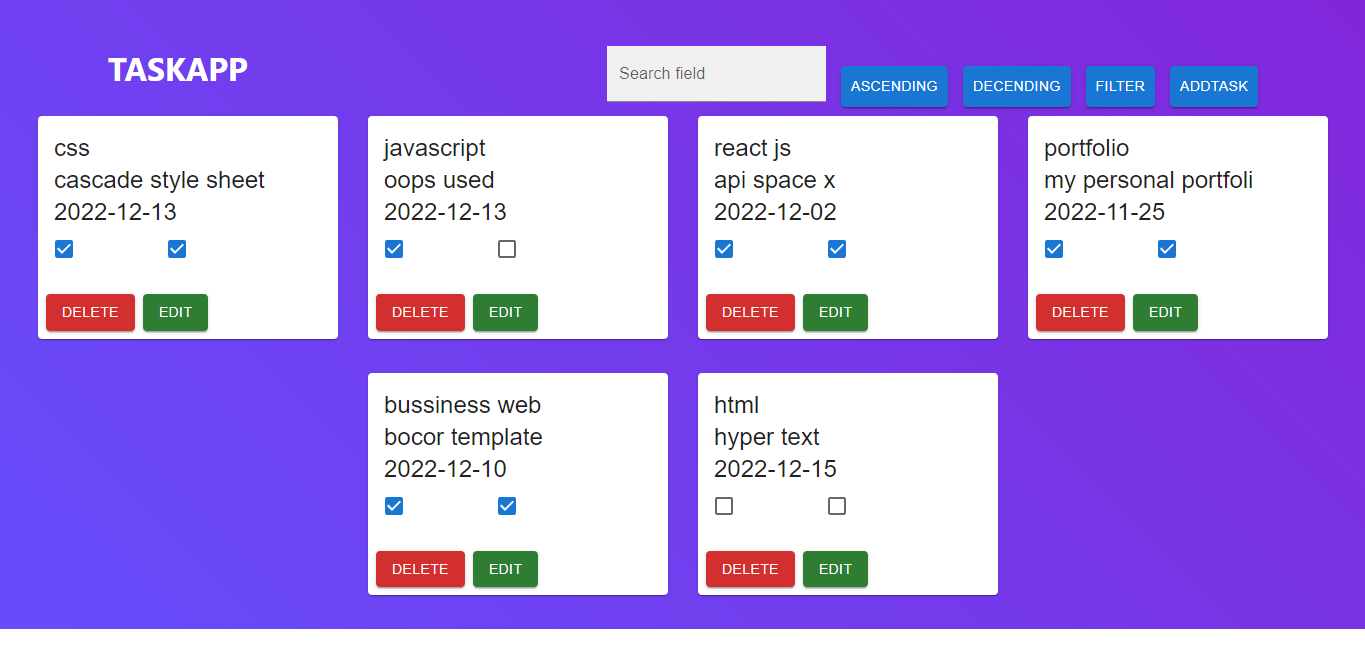 TASKAPP
Search field
ASCENDING
DECENDING
FILTER
ADDTASK
css
cascade style sheet
2022-12-13
DELETE
EDIT
javascript
oops used
2022-12-13
DELETE
EDIT
react js
api space x
2022-12-02
DELETE
EDIT
portfolio
my personal portfoli
2022-11-25
DELETE
EDIT
bussiness web
bocor template
2022-12-10
DELETE
EDIT
html
hyper text
2022-12-15
DELETE
EDIT